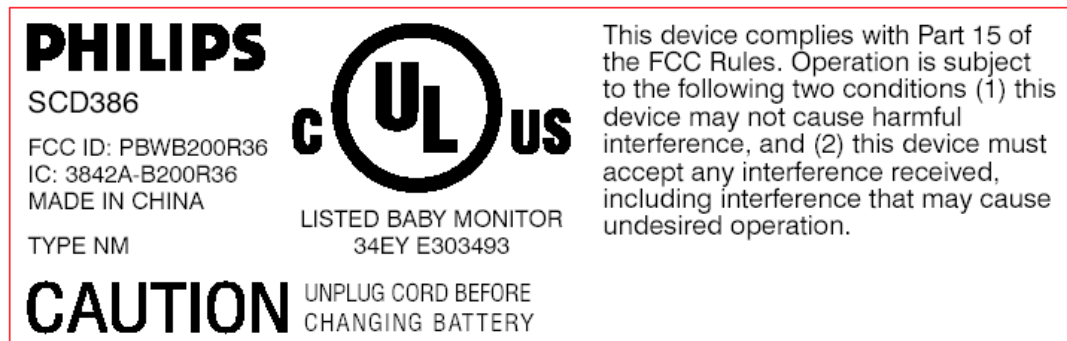 PHILIPS
SCD386
FCC ID: PBWB200R36
IC: 3842A-B200R36
MADE IN CHINA
TYPE NM
C UL US
LISTED BABY MONITOR
34EY E303493
CAUTION
UNPLUG CORD BEFORE
CHANGING BATTERY
This device complies with Part 15 of
the FCC Rules. Operation is subject
to the following two conditions (1) this
device may not cause harmful
interference, and (2) this device must
accept any interference received,
including interference that may cause
undesired operation.